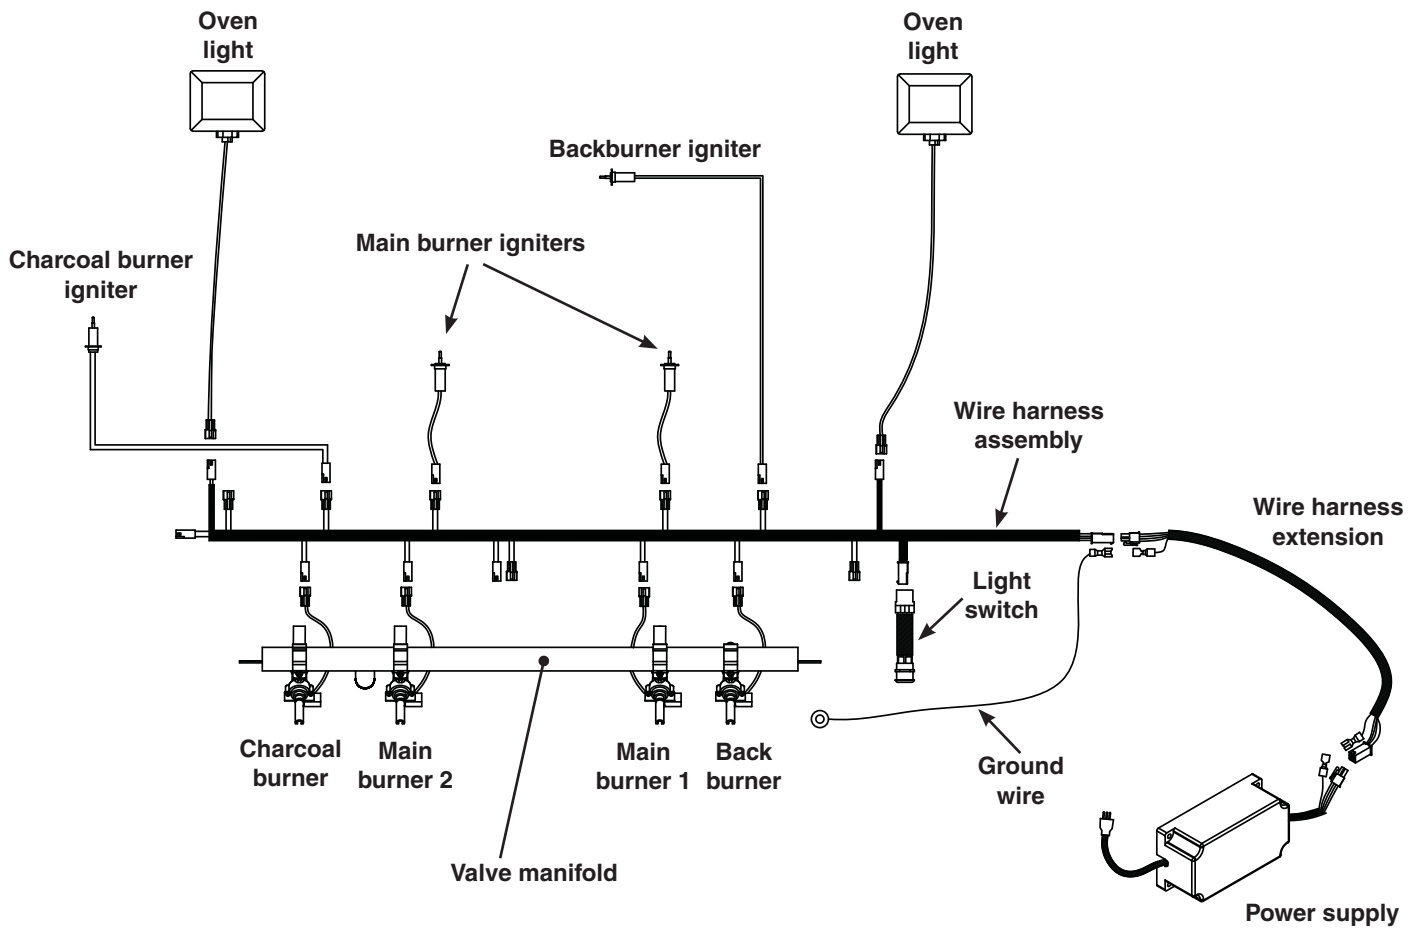 Oven
light
Oven
light
Backburner igniter
Main burner igniters
Charcoal burner
igniter
Wire harness
assembly
Wire harness
extension
Light
switch
Charcoal
burner
Main
burner 2
Main
burner 1
Back
burner
Ground
wire
Valve manifold
Power supply